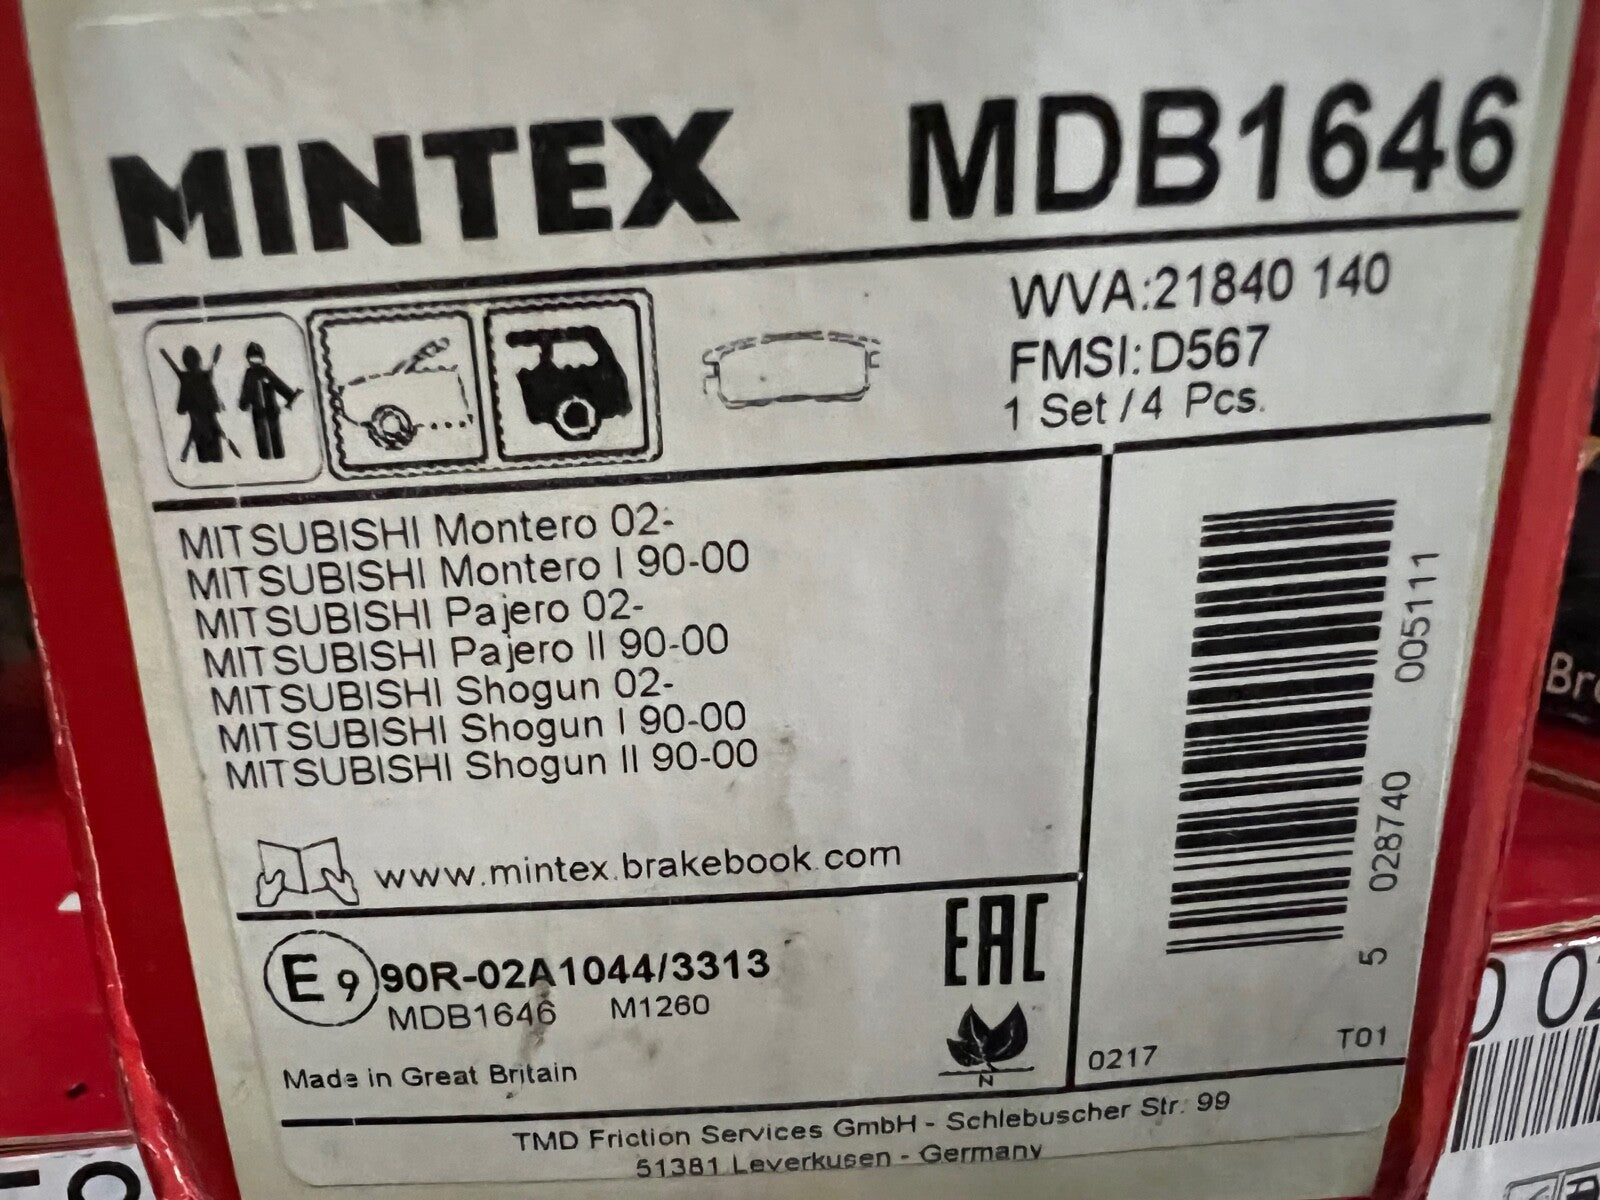 MINTEX MDB1646
WVA:21840 140
FMSI:D567
1 Set / 4 Pcs.
MITSUBISHI Montero 02-
MITSUBISHI Montero I 90-00
MITSUBISHI Pajero 02-
MITSUBISHI Pajero II 90-00
MITSUBISHI Shogun 02-
MITSUBISHI Shogun I 90-00
MITSUBISHI Shogun II 90-00
www.mintex.brakebook.com
5 028740 005111
E9 90R-02A1044/3313
MDB1646 M1260
EAC
Made in Great Britain
N
0217 T01
TMD Friction Services GmbH - Schlebuscher Str. 99
51381 Leverkusen - Germany